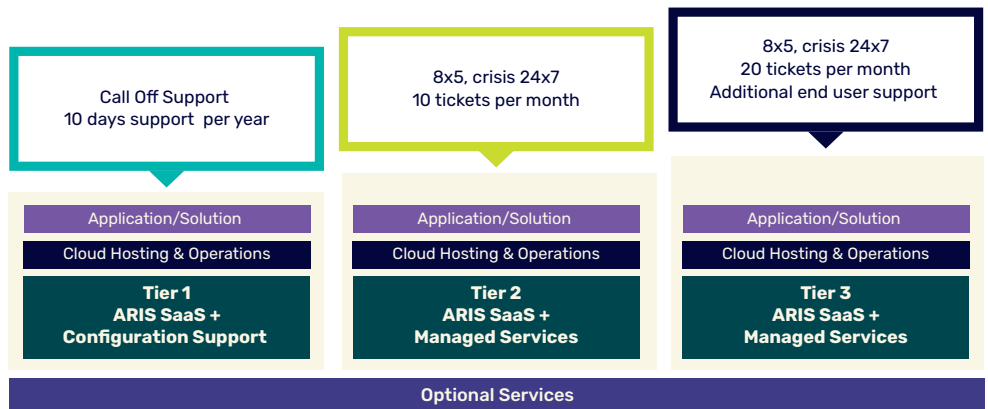 Call Off Support
10 days support per year
8x5, crisis 24x7
10 tickets per month
8x5, crisis 24x7
20 tickets per month
Additional end user support
Application/Solution
Cloud Hosting & Operations
Tier 1
ARIS SaaS +
Configuration Support
Application/Solution
Cloud Hosting & Operations
Tier 2
ARIS SaaS +
Managed Services
Application/Solution
Cloud Hosting & Operations
Tier 3
ARIS SaaS +
Managed Services
Optional Services